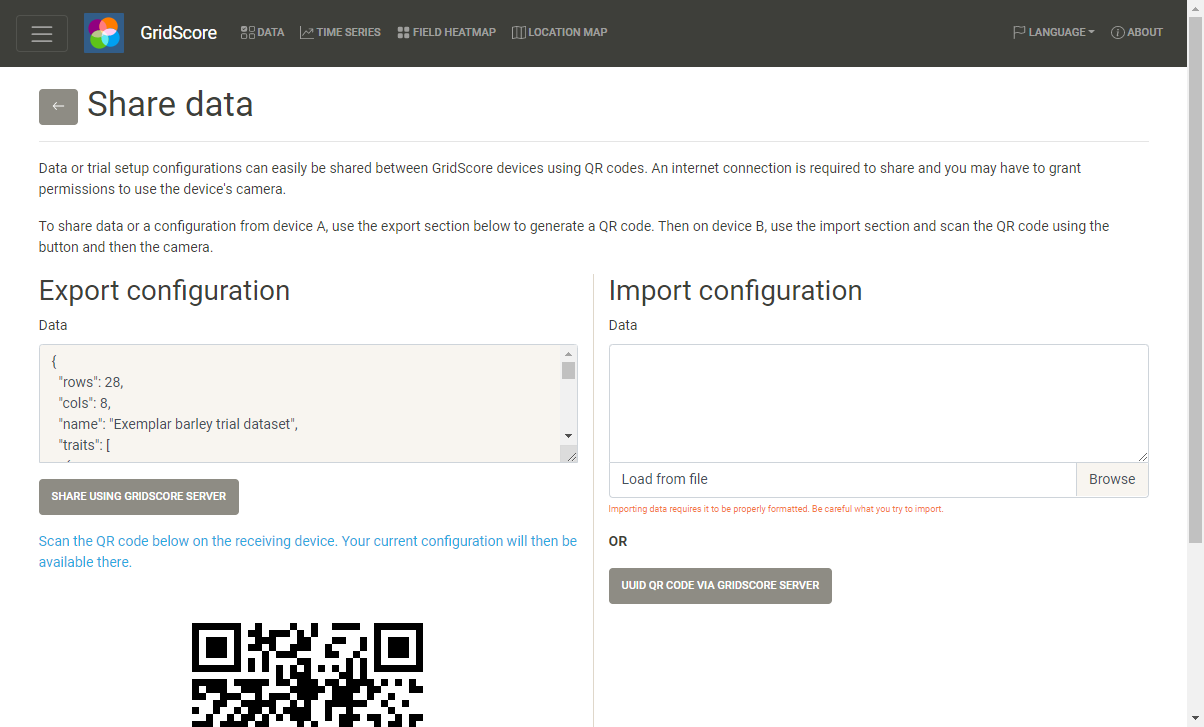 GridScore DATA TIME SERIES FIELD HEATMAP LOCATION MAP LANGUAGE ABOUT
Share data
Data or trial setup configurations can easily be shared between GridScore devices using QR codes. An internet connection is required to share and you may have to grant
permissions to use the device's camera.
To share data or a configuration from device A, use the export section below to generate a QR code. Then on device B, use the import section and scan the QR code using the
button and then the camera.
Export configuration
Data
{
"rows": 28,
"cols": 8,
"name": "Exemplar barley trial dataset",
"traits": [
SHARE USING GRIDSCORE SERVER
Scan the QR code below on the receiving device. Your current configuration will then be
available there.
Import configuration
Data
Load from file Browse
Importing data requires it to be properly formatted. Be careful what you try to import.
OR
UUID QR CODE VIA GRIDSCORE SERVER